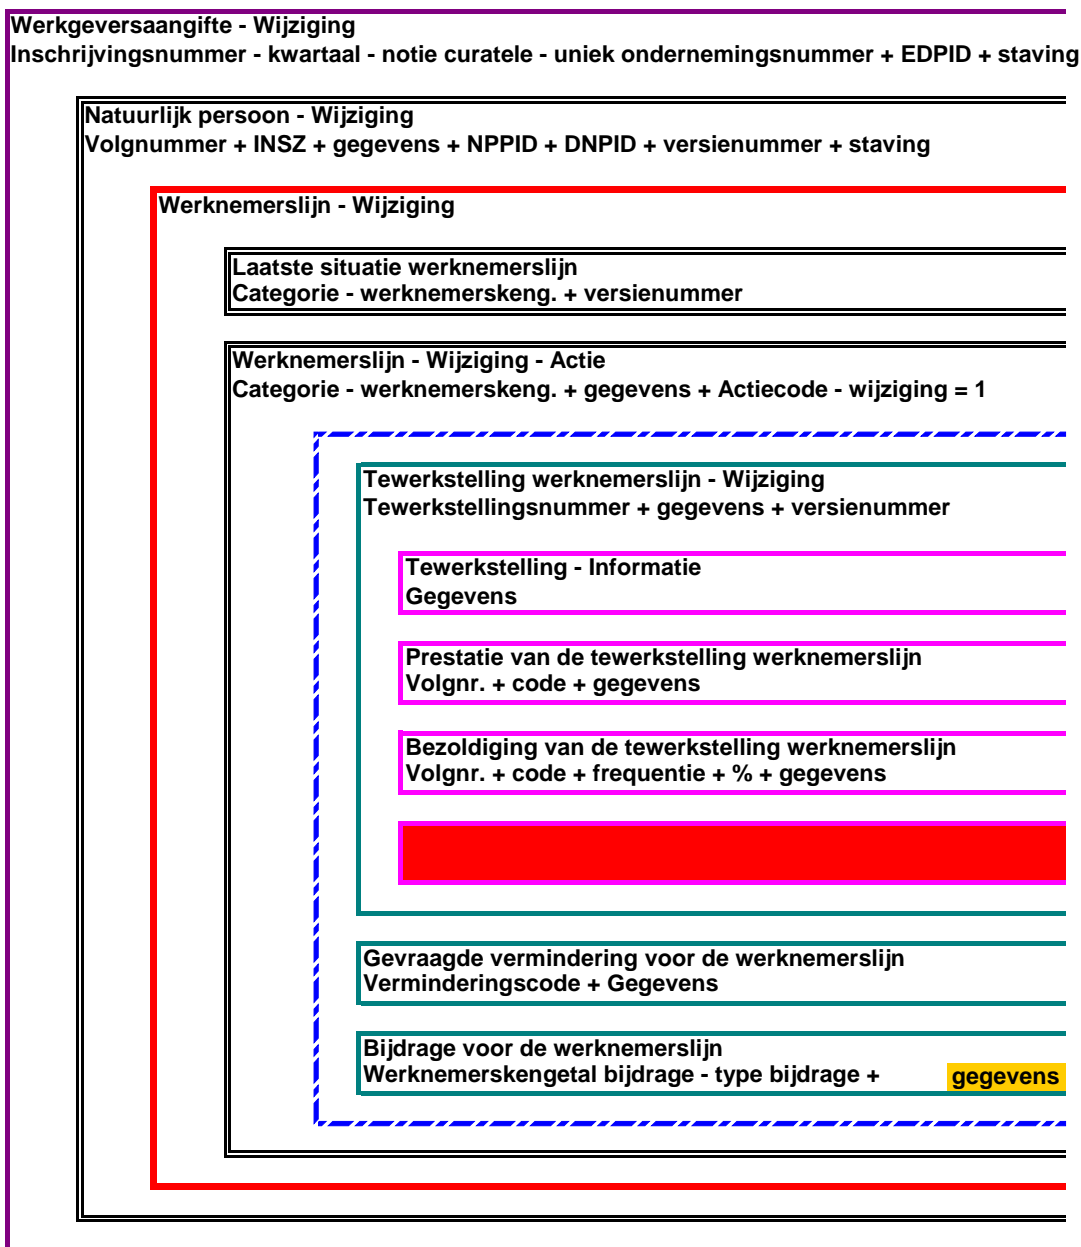 Werkgeversaangifte - Wijziging
Inschrijvingsnummer - kwartaal - notie curatele - uniek ondernemingsnummer + EDPID + staving
Natuurlijk persoon - Wijziging
Volgnummer + INSZ + gegevens + NPPID + DNPID + versienummer + staving
Werknemerslijn - Wijziging
Laatste situatie werknemerslijn
Categorie - werknemerskeng. + versienummer
Werknemerslijn - Wijziging - Actie
Categorie - werknemerskeng. + gegevens + Actiecode - wijziging = 1
Tewerkstelling werknemerslijn - Wijziging
Tewerkstellingsnummer + gegevens + versienummer
Tewerkstelling - Informatie
Gegevens
Prestatie van de tewerkstelling werknemerslijn
Volgnr. + code + gegevens
Bezoldiging van de tewerkstelling werknemerslijn
Volgnr. + code + frequentie + % + gegevens
Gevraagde vermindering voor de werknemerslijn
Verminderingscode + Gegevens
Bijdrage voor de werknemerslijn
Werknemerskengetal bijdrage - type bijdrage + gegevens